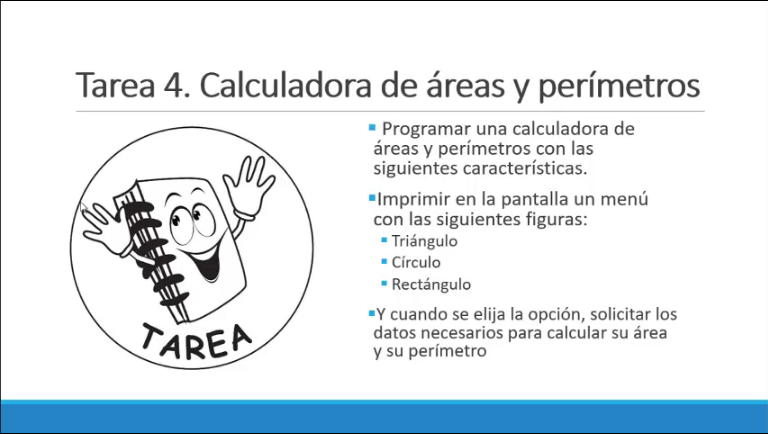 Tarea 4. Calculadora de áreas y perímetros
Programar una calculadora de
áreas y perímetros con las
siguientes características.
Imprimir en la pantalla un menú
con las siguientes figuras:
Triángulo
Círculo
Rectángulo
Y cuando se elija la opción, solicitar los
datos necesarios para calcular su área
y su perímetro
TAREA